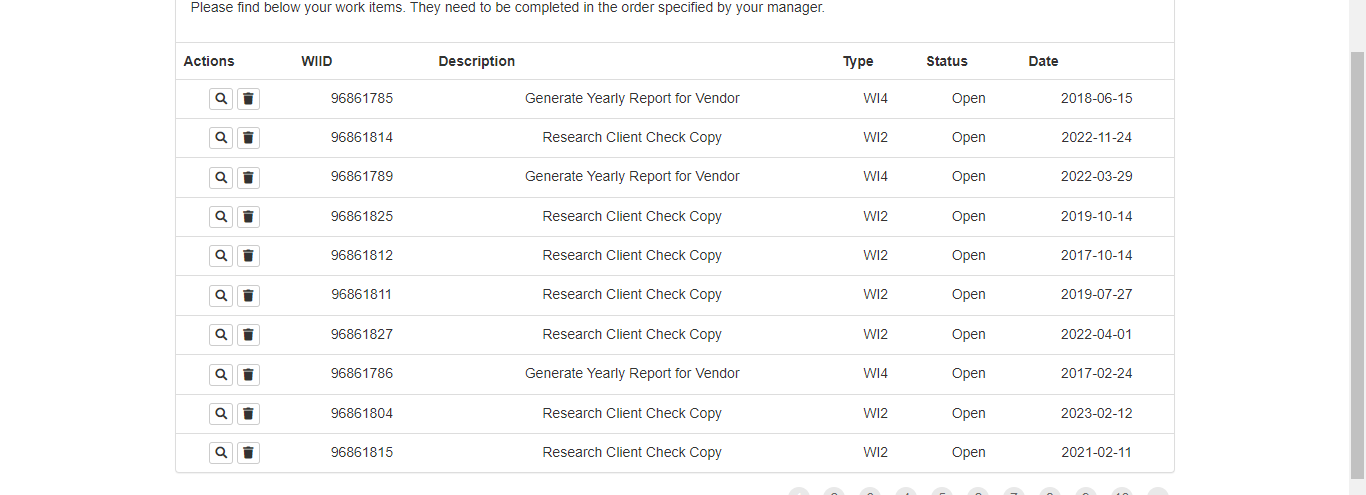 Please find below your work items. They need to be completed in the order specified by your manager.
Actions WIID Description Type Status Date
96861785 Generate Yearly Report for Vendor WI4 Open 2018-06-15
96861814 Research Client Check Copy WI2 Open 2022-11-24
96861789 Generate Yearly Report for Vendor WI4 Open 2022-03-29
96861825 Research Client Check Copy WI2 Open 2019-10-14
96861812 Research Client Check Copy WI2 Open 2017-10-14
96861811 Research Client Check Copy WI2 Open 2019-07-27
96861827 Research Client Check Copy WI2 Open 2022-04-01
96861786 Generate Yearly Report for Vendor WI4 Open 2017-02-24
96861804 Research Client Check Copy WI2 Open 2023-02-12
96861815 Research Client Check Copy WI2 Open 2021-02-11